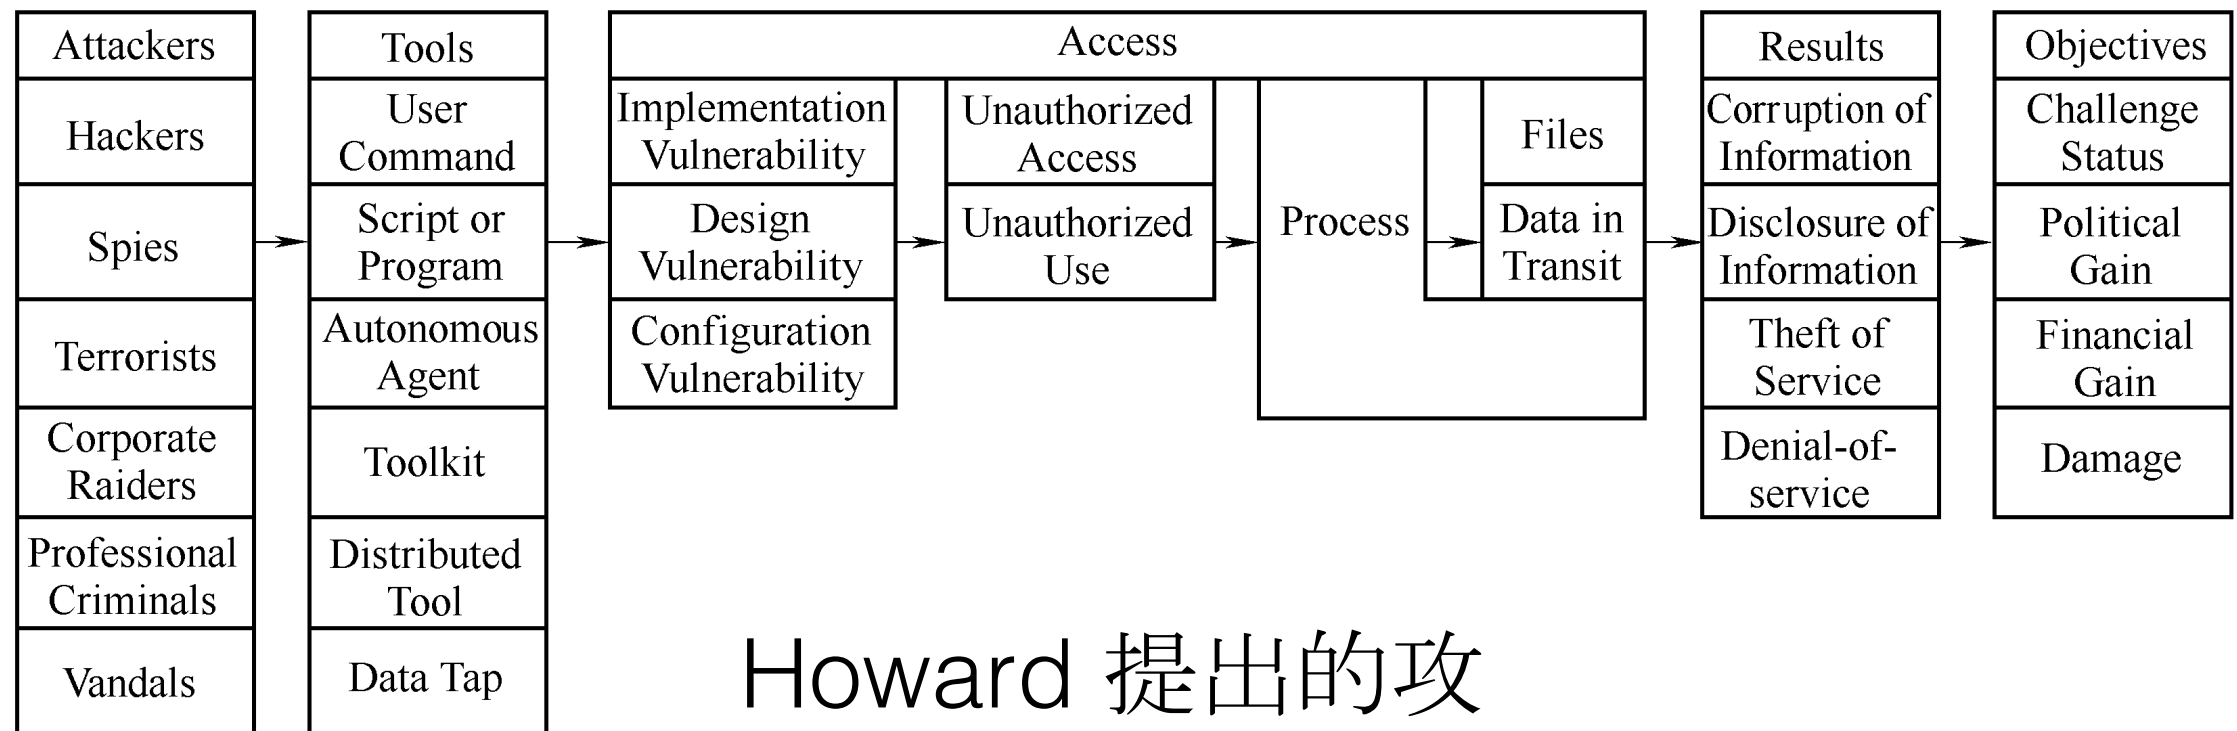 Attackers
Hackers
Spies
Terrorists
Corporate
Raiders
Professional
Criminals
Vandals
Tools
User
Command
Script or
Program
Autonomous
Agent
Toolkit
Distributed
Tool
Data Tap
Access
Implementation
Vulnerability
Design
Vulnerability
Configuration
Vulnerability
Unauthorized
Access
Unauthorized
Use
Process
Files
Data in
Transit
Results
Corruption of
Information
Disclosure of
Information
Theft of
Service
Denial-of-
service
Objectives
Challenge
Status
Political
Gain
Financial
Gain
Damage
Howard 提出的攻